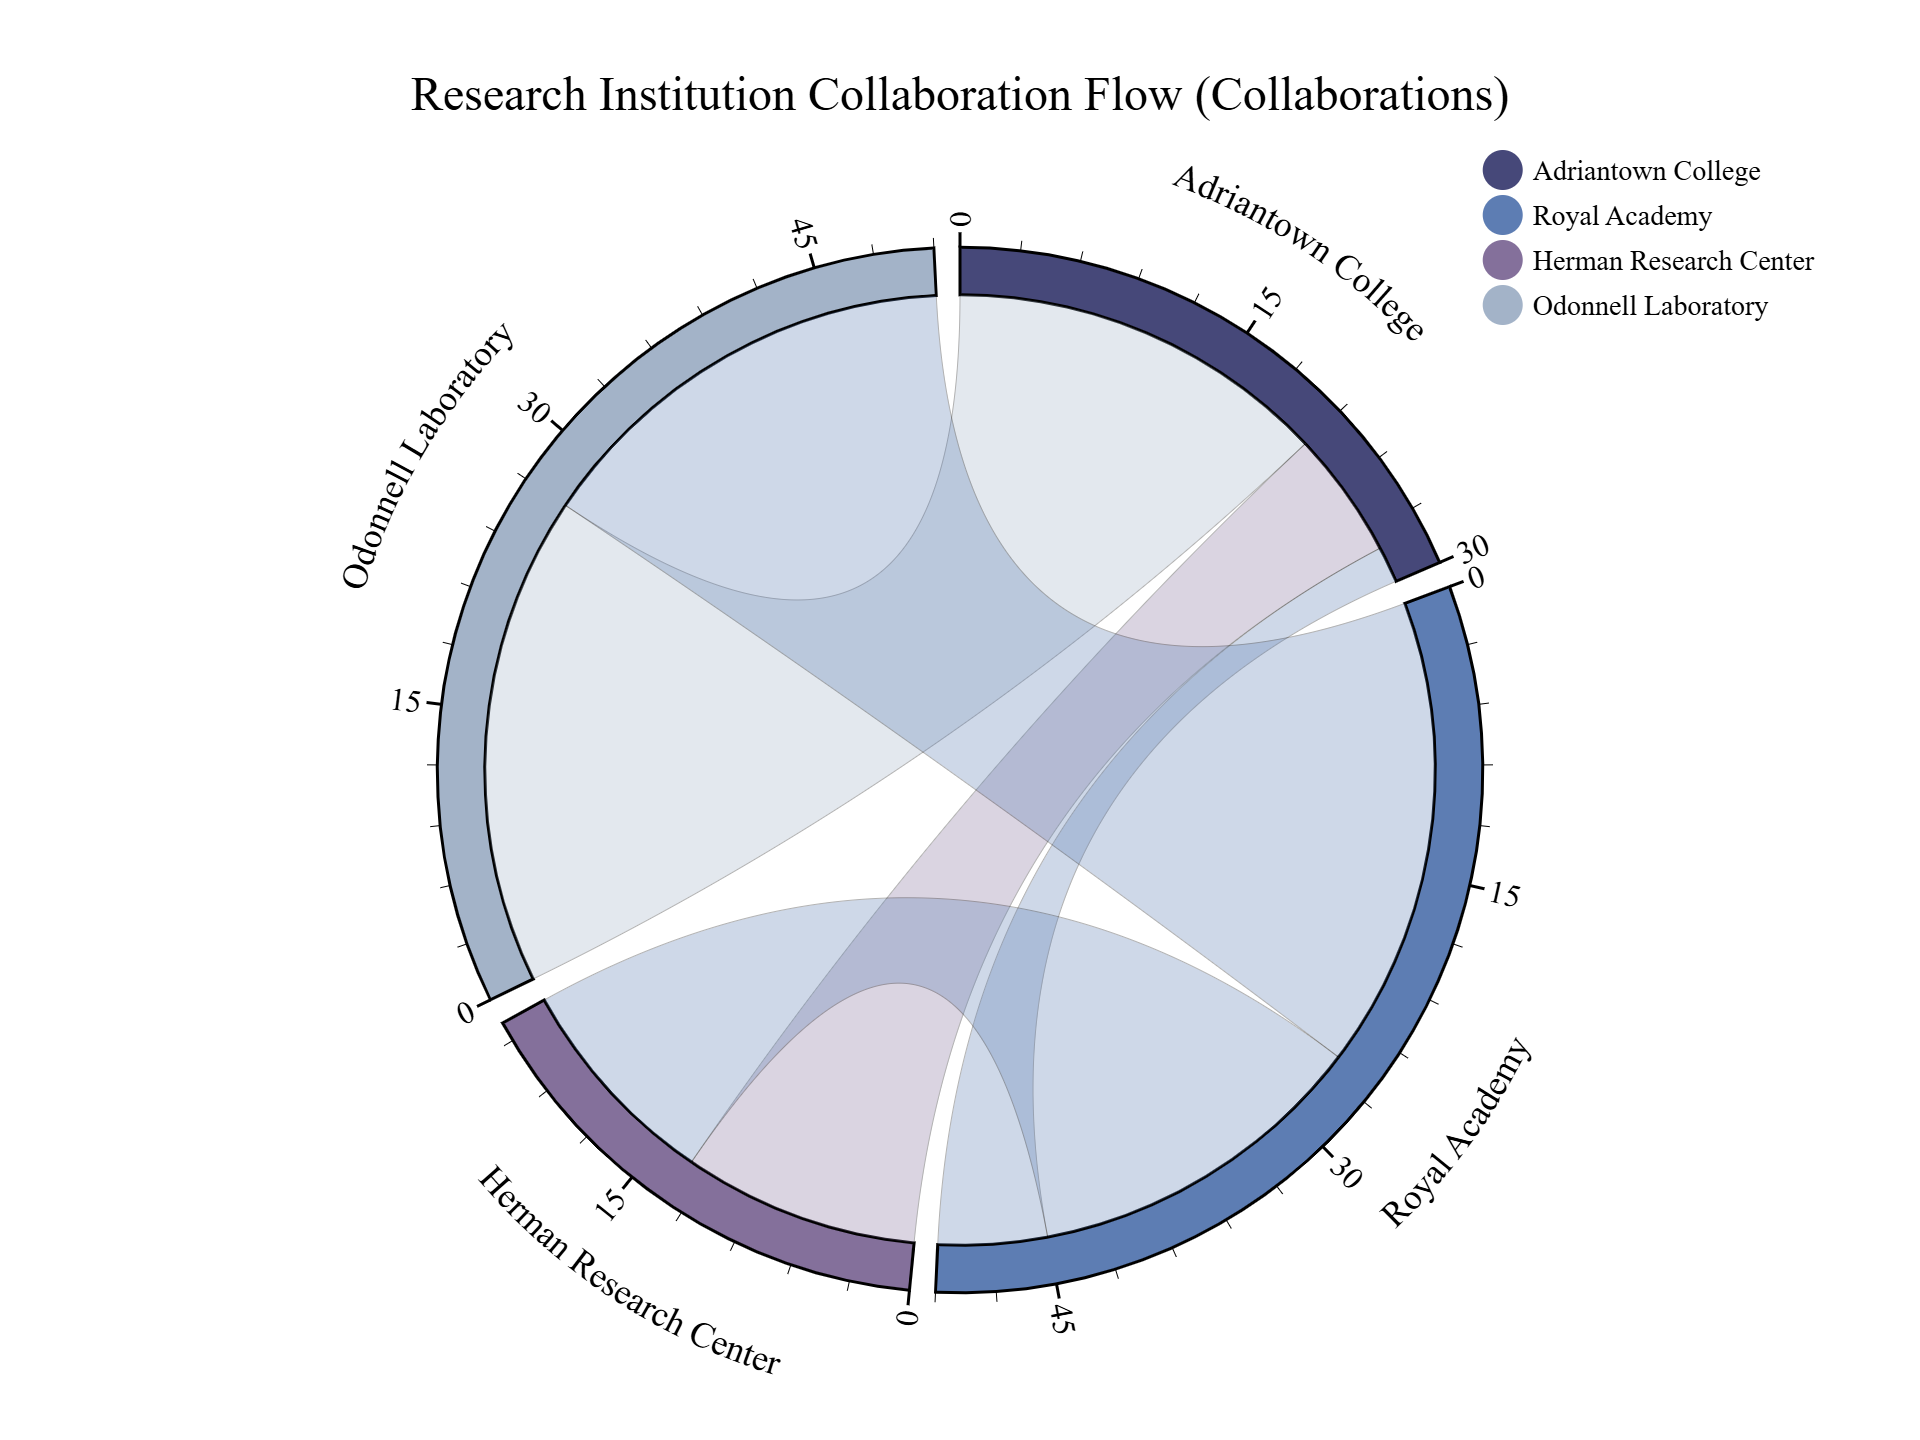 Research Institution Collaboration Flow (Collaborations)
Adriantown College
Royal Academy
Herman Research Center
Odonnell Laboratory
Adriantown College
0
15
30
Royal Academy
0
15
30
45
Herman Research Center
0
15
Odonnell Laboratory
0
15
30
45